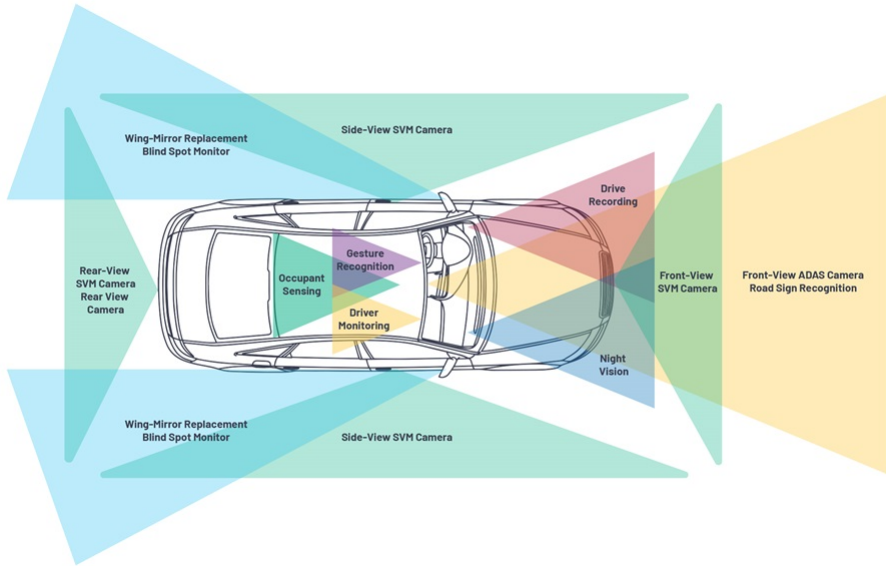 Side-View SVM Camera
Wing-Mirror Replacement
Blind Spot Monitor
Drive
Recording
Gesture
Recognition
Rear-View
SVM Camera
Rear View
Camera
Occupant
Sensing
Front-View
SVM Camera
Front-View ADAS Camera
Road Sign Recognition
Driver
Monitoring
Night
Vision
Wing-Mirror Replacement
Blind Spot Monitor
Side-View SVM Camera